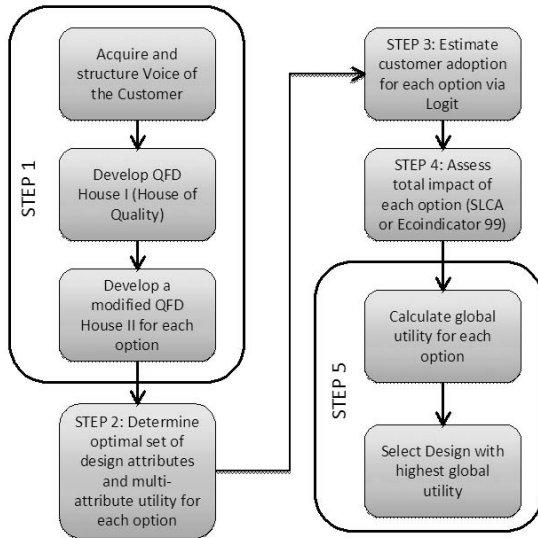 STEP 1
Acquire and
structure Voice of
the Customer
Develop QFD
House I (House of
Quality)
Develop a
modified QFD
House II for each
option
STEP 2: Determine
optimal set of
design attributes
and multi-
attribute utility for
each option
STEP 3: Estimate
customer adoption
for each option via
Logit
STEP 4: Assess
total impact of
each option (SLCA
or Ecoindicator 99)
STEP 5
Calculate global
utility for each
option
Select Design with
highest global
utility